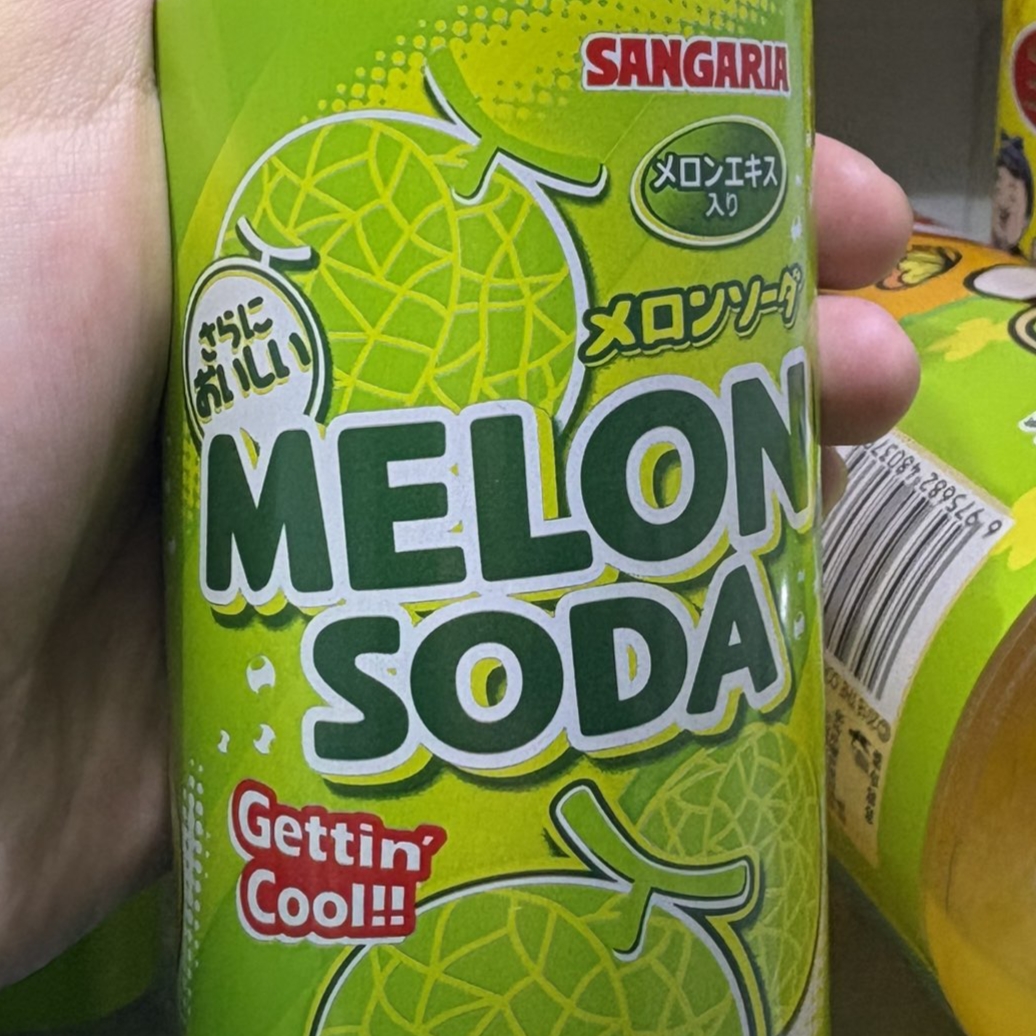 SANGARIA
メロンエキス
入り
メロンソーダ
さらに
おいしい
MELON
SODA
Gettin'
Cool!!